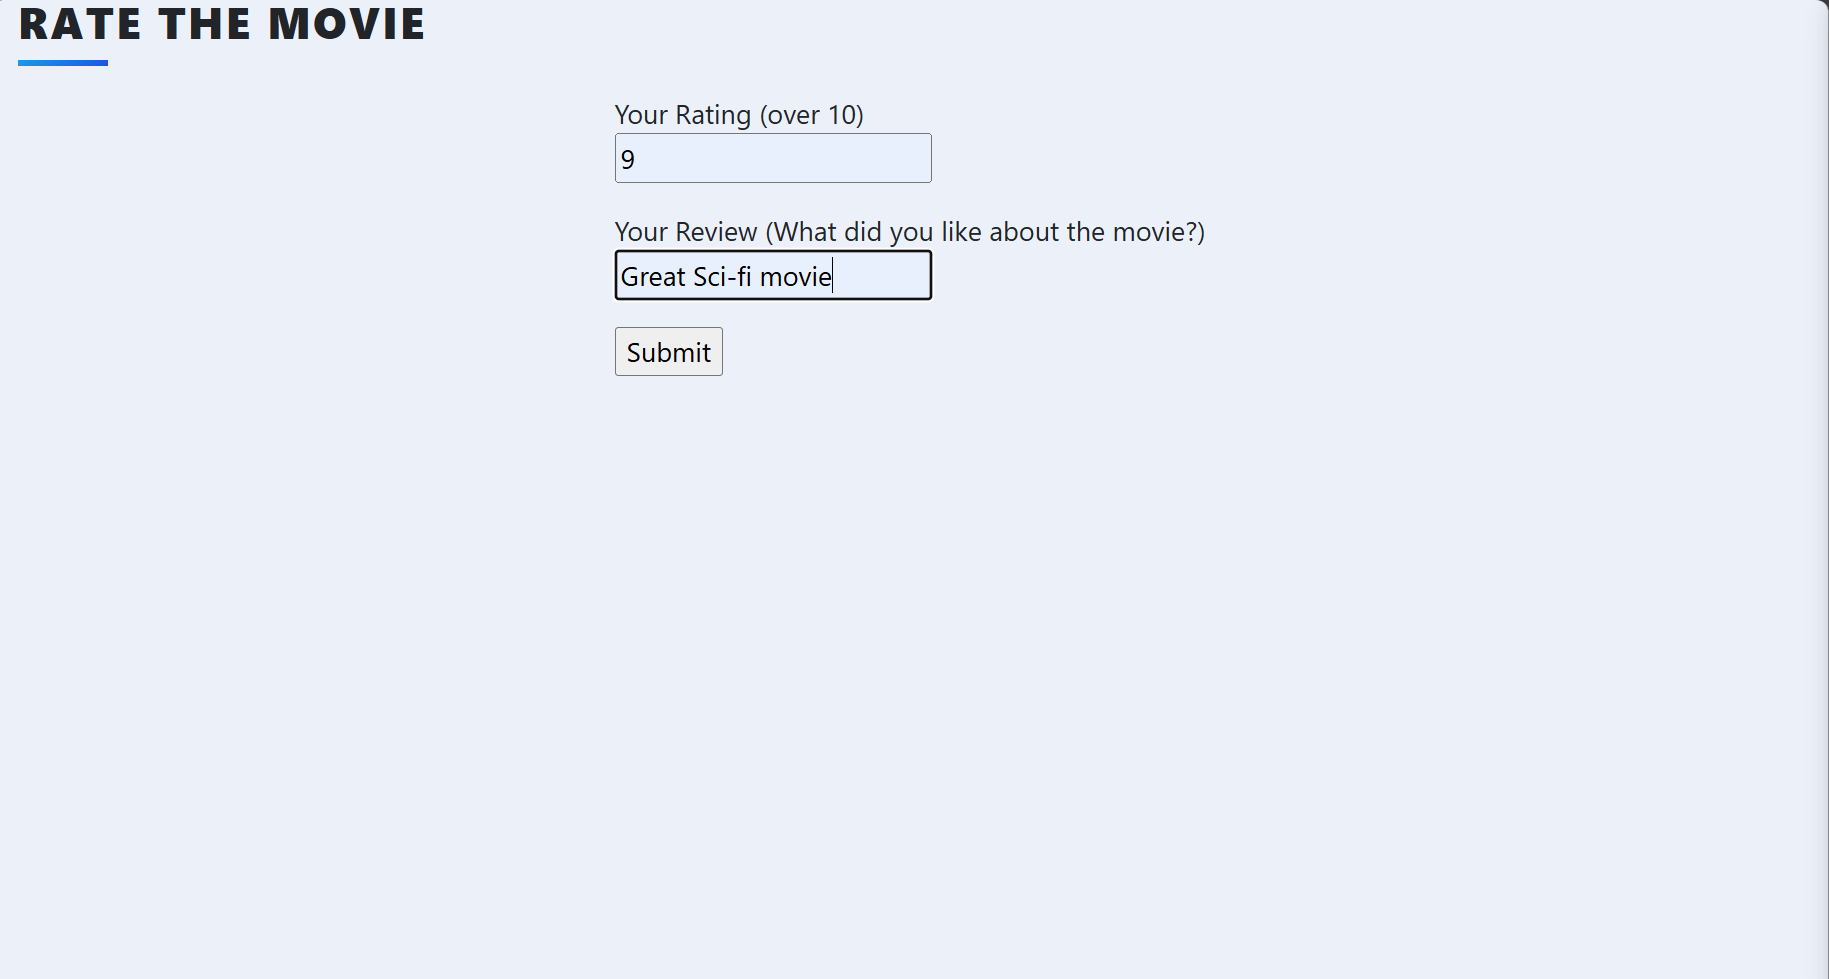 RATE THE MOVIE
Your Rating (over 10)
9
Your Review (What did you like about the movie?)
Great Sci-fi movie
Submit